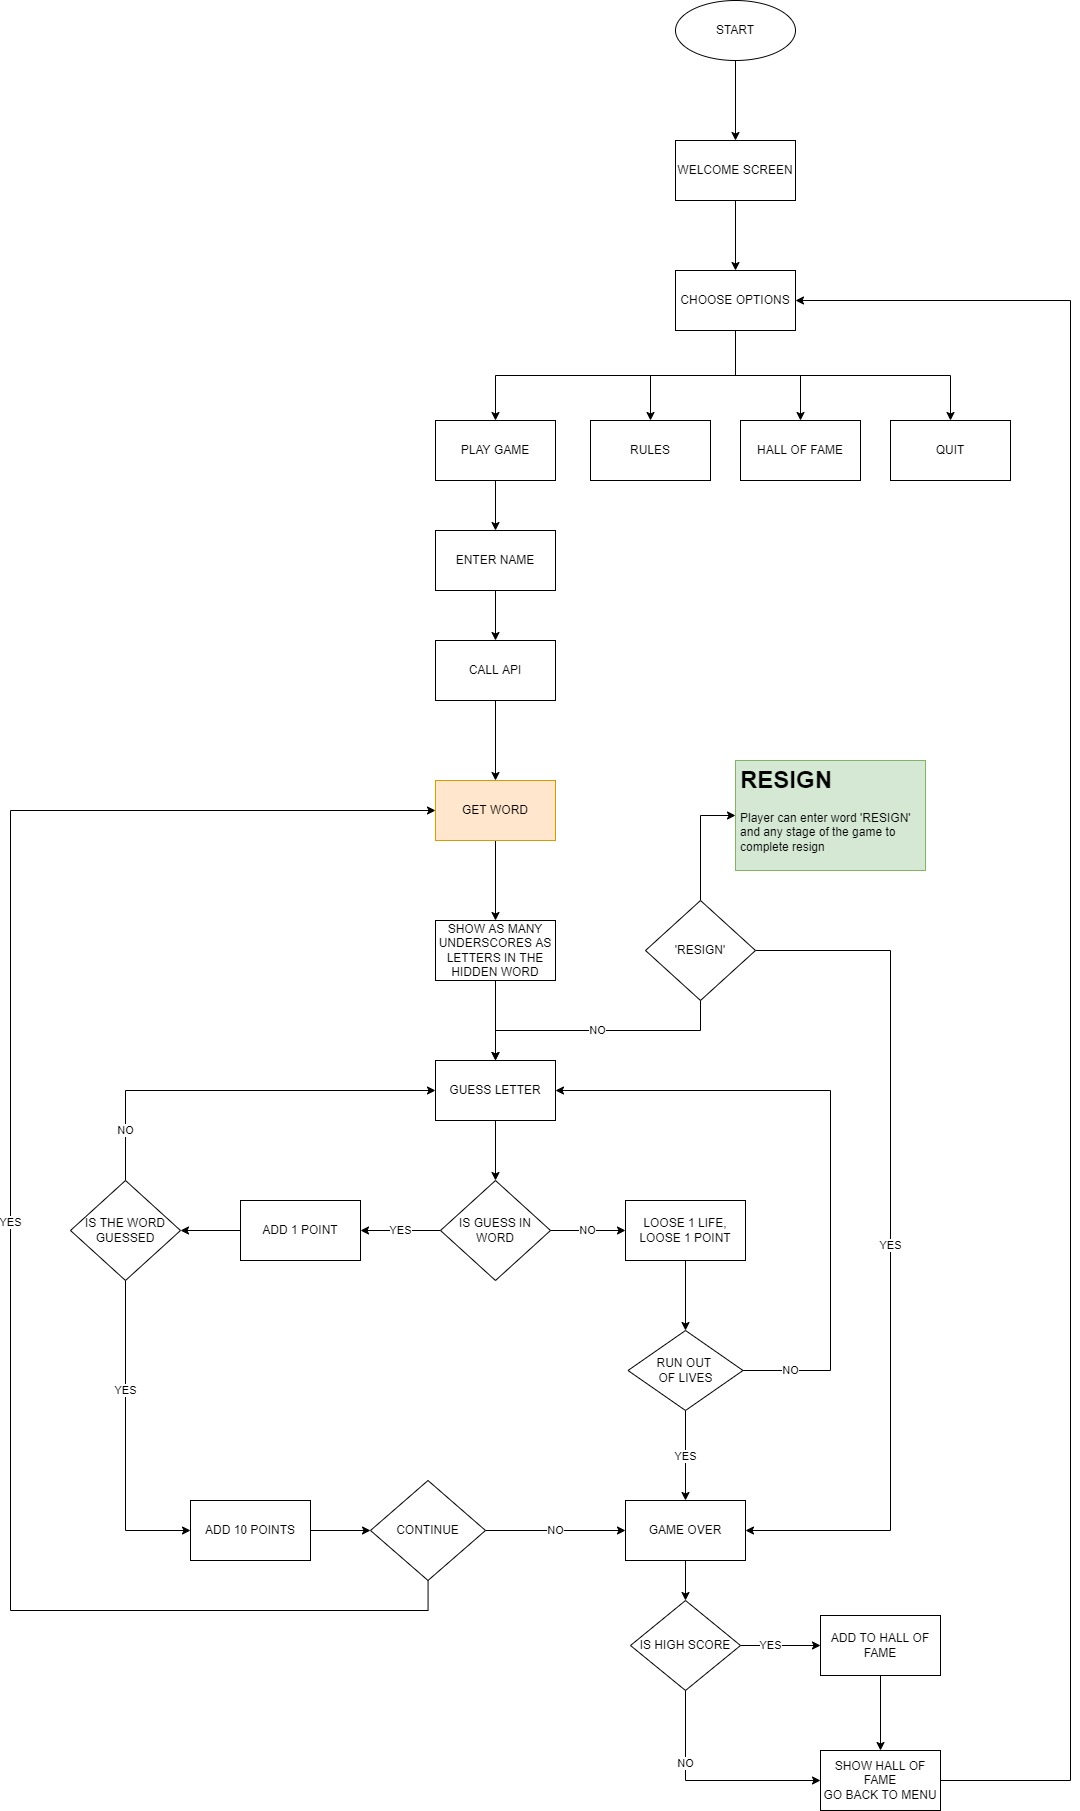 START
WELCOME SCREEN
CHOOSE OPTIONS
PLAY GAME
RULES
HALL OF FAME
QUIT
ENTER NAME
CALL API
GET WORD
RESIGN
Player can enter word 'RESIGN'
and any stage of the game to
complete resign
SHOW AS MANY
UNDERSCORES AS
LETTERS IN THE
HIDDEN WORD
'RESIGN'
NO
GUESS LETTER
NO
YES
IS THE WORD
GUESSED
ADD 1 POINT
YES
IS GUESS IN
WORD
NO
LOOSE 1 LIFE,
LOOSE 1 POINT
YES
RUN OUT
OF LIVES
NO
YES
YES
ADD 10 POINTS
CONTINUE
NO
GAME OVER
IS HIGH SCORE
YES
ADD TO HALL OF
FAME
NO
SHOW HALL OF
FAME
GO BACK TO MENU